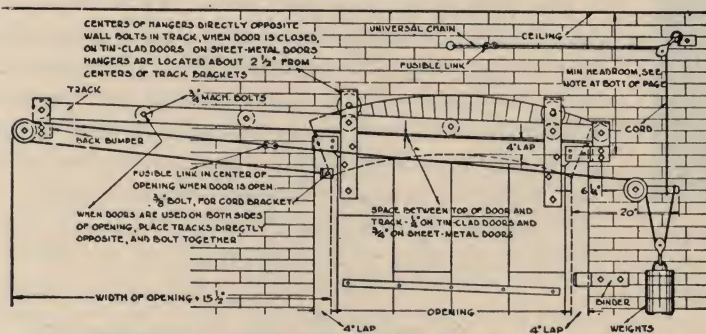 CENTERS OF HANGERS DIRECTLY OPPOSITE
WALL BOLTS IN TRACK, WHEN DOOR IS CLOSED,
ON TIN-CLAD DOORS ON SHEET-METAL DOORS
HANGERS ARE LOCATED ABOUT 2 1/2" FROM
CENTERS OF TRACK BRACKETS
UNIVERSAL CHAIN
CEILING
FUSIBLE LINK
MIN HEADROOM, SEE
NOTE AT BOTT OF PAGE
TRACK
3/4" MACH. BOLTS
CORD
BACK BUMPER
4" LAP
FUSIBLE LINK IN CENTER OF
OPENING WHEN DOOR IS OPEN
3/8" BOLT, FOR CORD BRACKET
WHEN DOORS ARE USED ON BOTH SIDES
OF OPENING, PLACE TRACKS DIRECTLY
OPPOSITE, AND BOLT TOGETHER
SPACE BETWEEN TOP OF DOOR AND
TRACK - 1/2" ON TIN-CLAD DOORS AND
3/4" ON SHEET-METAL DOORS
20"
WIDTH OF OPENING + 15 1/2"
OPENING
BINDER
4" LAP
4" LAP
WEIGHTS